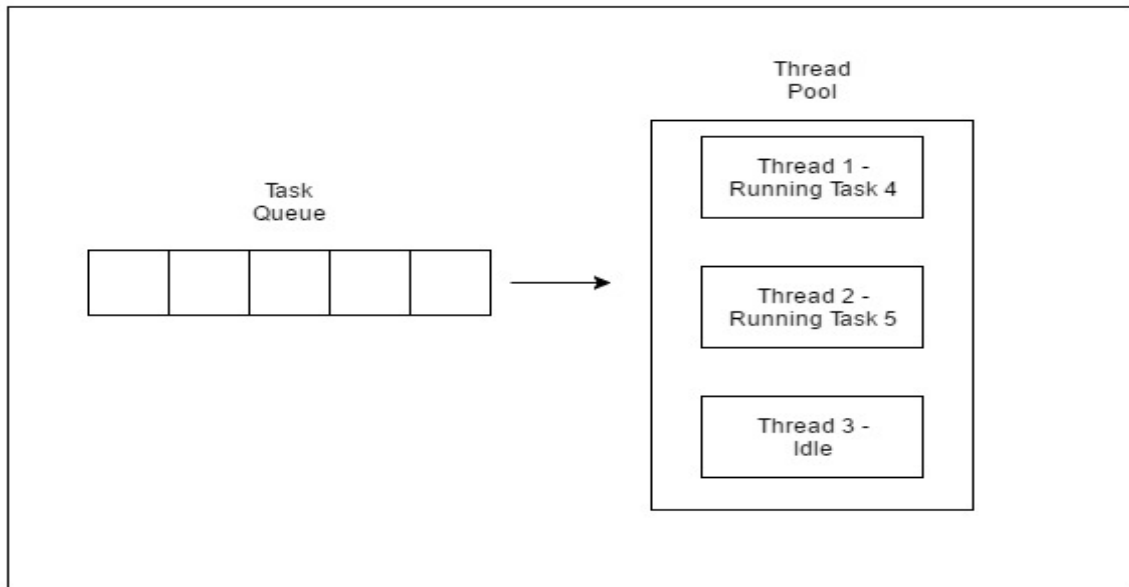 Task
Queue
Thread
Pool
Thread 1 -
Running Task 4
Thread 2 -
Running Task 5
Thread 3 -
Idle